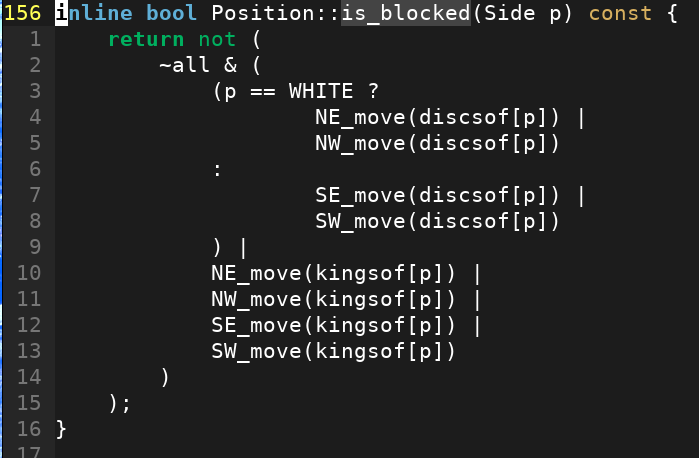 156 inline bool Position::is_blocked(Side p) const {
1 return not (
2 ~all & (
3 (p == WHITE ?
4 NE_move(discsof[p]) |
5 NW_move(discsof[p])
6 :
7 SE_move(discsof[p]) |
8 SW_move(discsof[p])
9 ) |
10 NE_move(kingsof[p]) |
11 NW_move(kingsof[p]) |
12 SE_move(kingsof[p]) |
13 SW_move(kingsof[p])
14 )
15 );
16 }
17